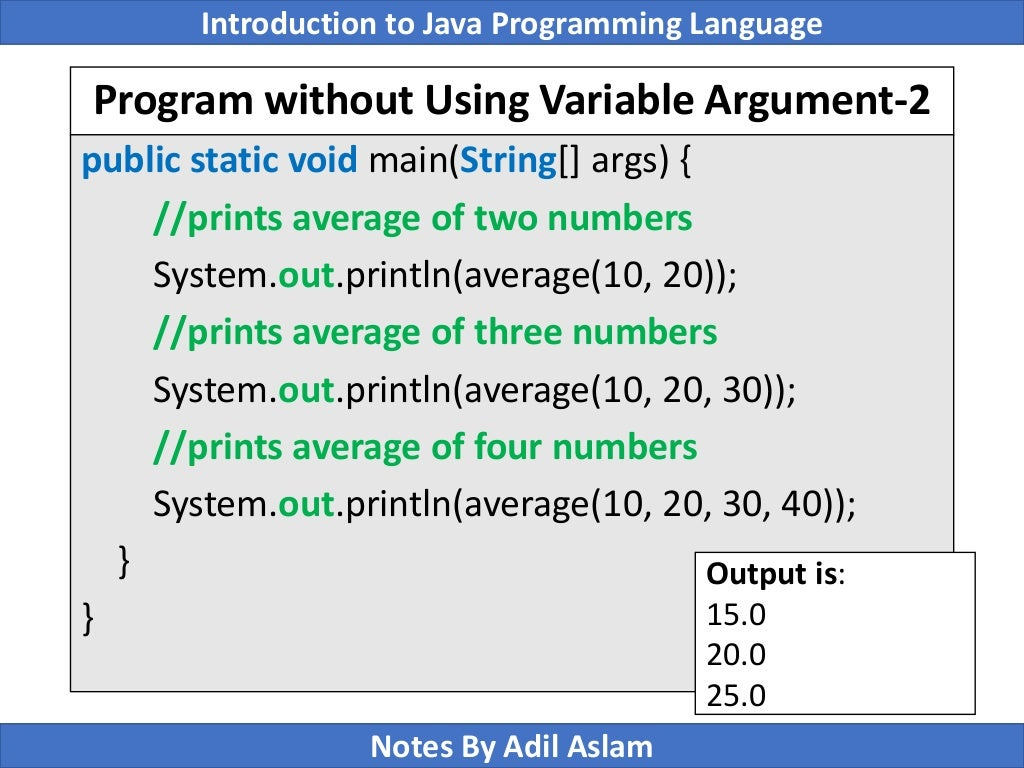 Introduction to Java Programming Language
Program without Using Variable Argument-2
public static void main(String[] args) {
//prints average of two numbers
System.out.println(average(10, 20));
//prints average of three numbers
System.out.println(average(10, 20, 30));
//prints average of four numbers
System.out.println(average(10, 20, 30, 40));
}
}
Output is:
15.0
20.0
25.0
Notes By Adil Aslam